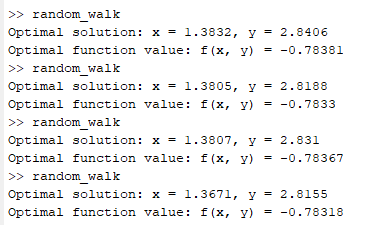 >> random_walk
Optimal solution: x = 1.3832, y = 2.8406
Optimal function value: f(x, y) = -0.78381
>> random_walk
Optimal solution: x = 1.3805, y = 2.8188
Optimal function value: f(x, y) = -0.7833
>> random_walk
Optimal solution: x = 1.3807, y = 2.831
Optimal function value: f(x, y) = -0.78367
>> random_walk
Optimal solution: x = 1.3671, y = 2.8155
Optimal function value: f(x, y) = -0.78318